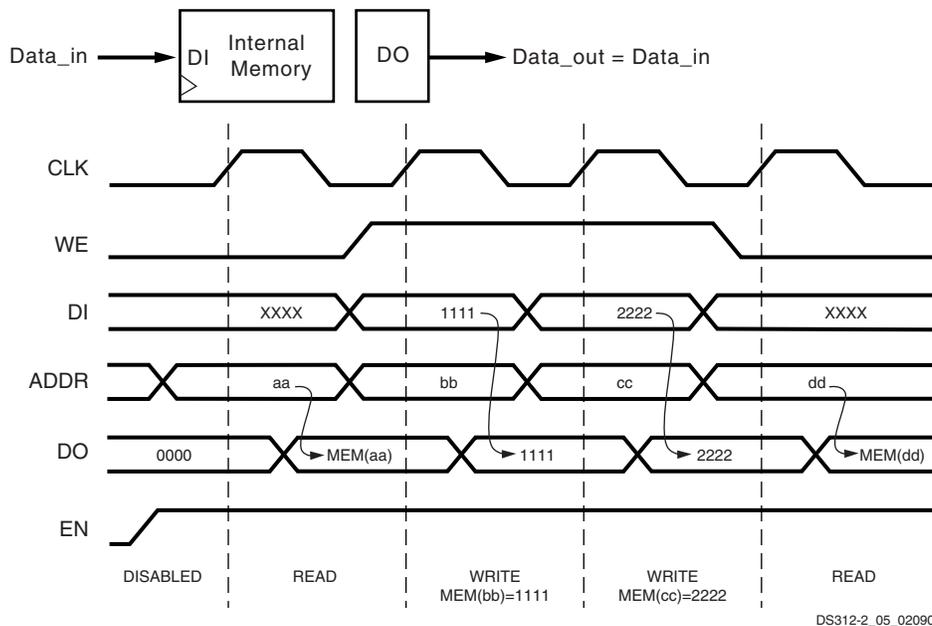 Data_in
DI
Internal
Memory
DO
Data_out = Data_in
CLK
WE
DI
XXXX
1111
2222
XXXX
ADDR
aa
bb
cc
dd
DO
0000
MEM(aa)
1111
2222
MEM(dd)
EN
DISABLED
READ
WRITE
MEM(bb)=1111
WRITE
MEM(cc)=2222
READ
DS312-2_05_02090